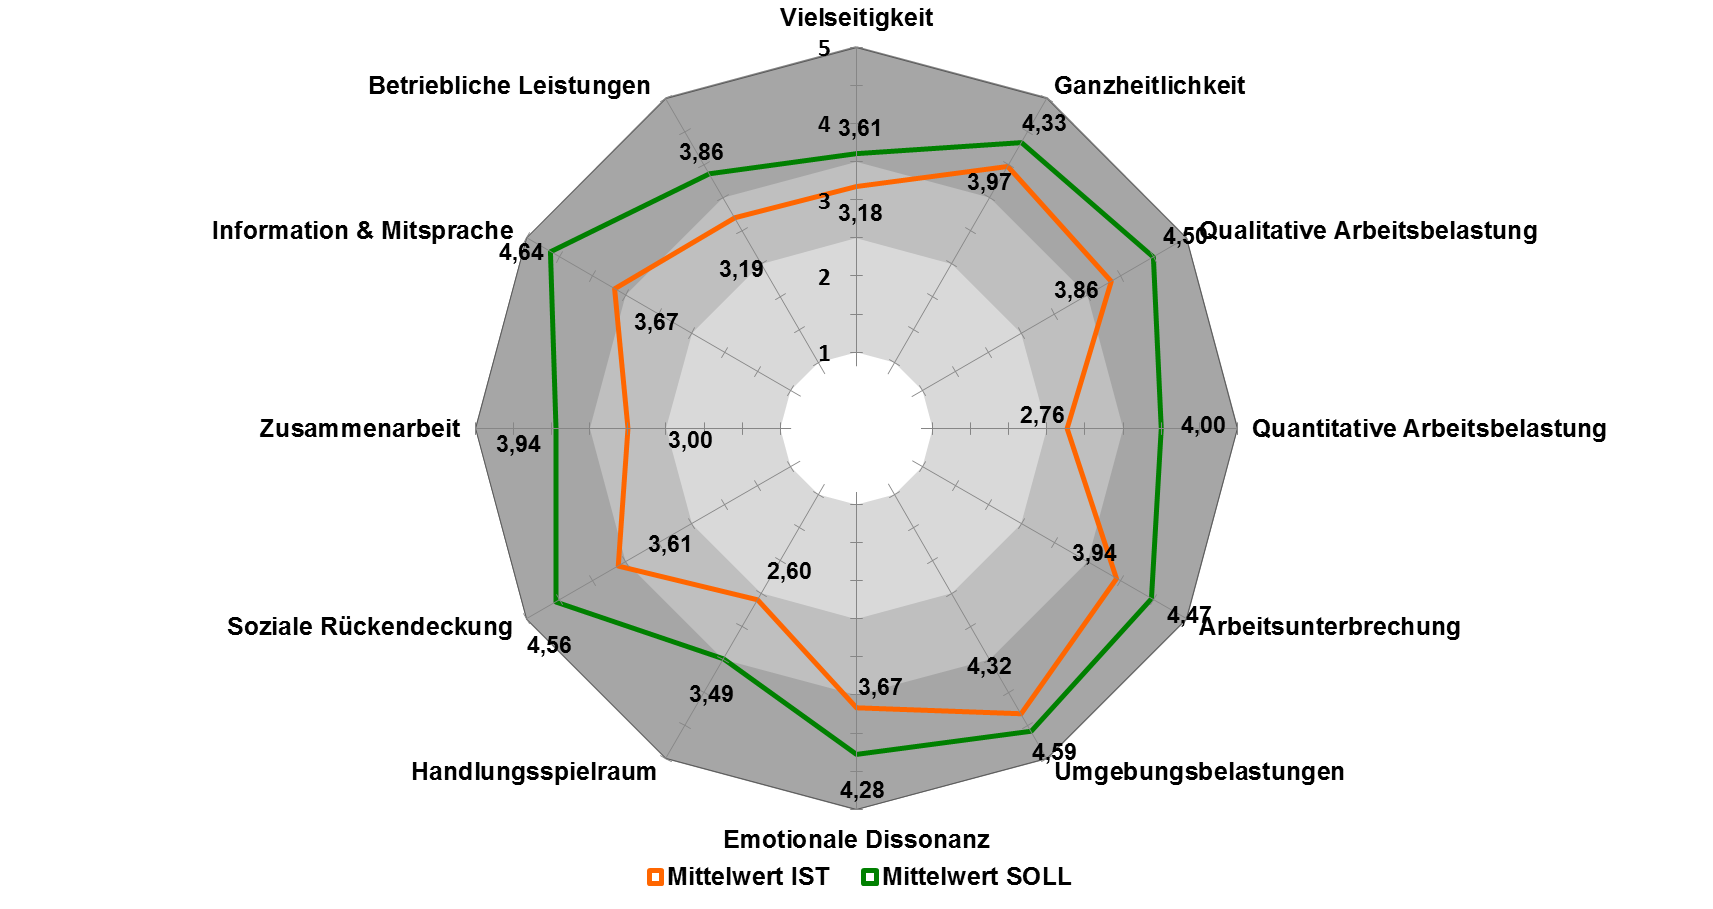 Vielseitigkeit
5
Betriebliche Leistungen
Ganzheitlichkeit
4 3,61
4,33
3,86
3,97
3
3,18
Information & Mitsprache
4,64
4,50
Qualitative Arbeitsbelastung
3,19
2
3,86
3,67
1
Zusammenarbeit
3,94
3,00
2,76
4,00
Quantitative Arbeitsbelastung
3,61
3,94
2,60
Soziale Rückendeckung
4,56
4,47
Arbeitsunterbrechung
3,49
3,67
4,32
4,59
Handlungsspielraum
Umgebungsbelastungen
4,28
Emotionale Dissonanz
Mittelwert IST
Mittelwert SOLL